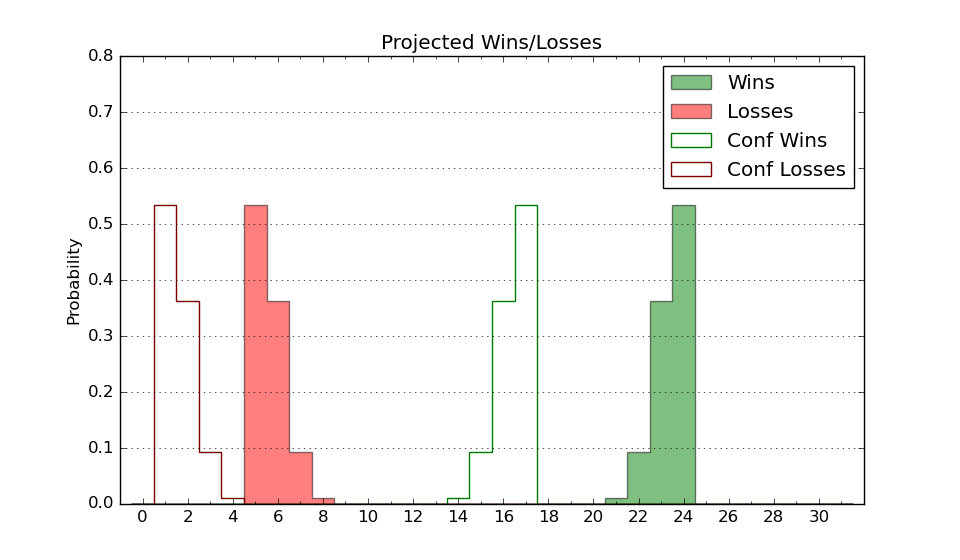 Projected Wins/Losses
0.8
0.7
0.6
0.5
0.4
0.3
0.2
0.1
0.0
Probability
Wins
Losses
Conf Wins
Conf Losses
0 2 4 6 8 10 12 14 16 18 20 22 24 26 28 30